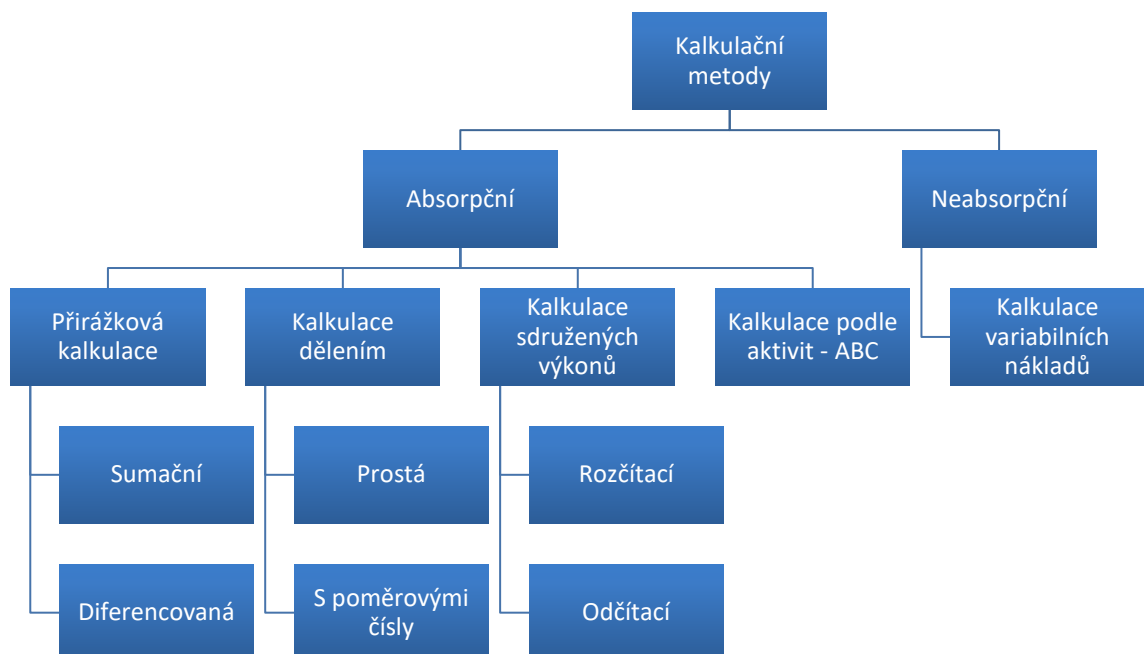 Kalkulační
metody
Absorpční
Neabsorpční
Přirážková
kalkulace
Kalkulace
dělením
Kalkulace
sdružených
výkonů
Kalkulace podle
aktivit - ABC
Kalkulace
variabilních
nákladů
Sumační
Prostá
Rozčítací
Diferencovaná
S poměrovými
čísly
Odčítací